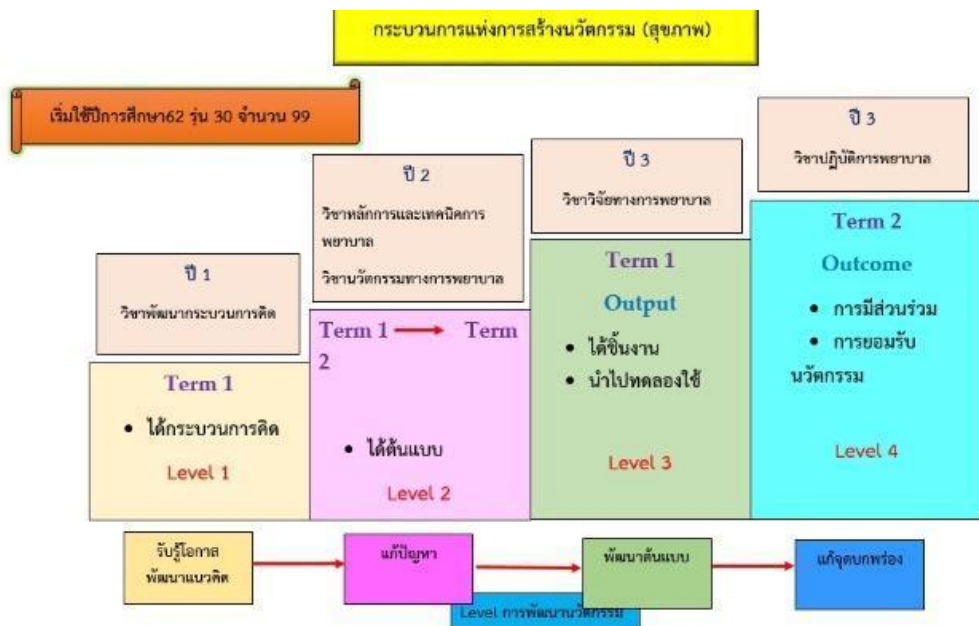 กระบวนการแห่งการสร้างนวัตกรรม (สุขภาพ)
เริ่มใช้ปีการศึกษา62 รุ่น 30 จำนวน 99
ปี 1
วิชาพัฒนากระบวนการคิด
Term 1
• ได้กระบวนการคิด
Level 1
ปี 2
วิชาหลักการและเทคนิคการ
พยาบาล
วิชานวัตกรรมทางการพยาบาล
Term 1 Term
2
• ได้ต้นแบบ
Level 2
ปี 3
วิชาวิจัยทางการพยาบาล
Term 1
Output
• ได้ชิ้นงาน
• นำไปทดลองใช้
Level 3
ปี 3
วิชาปฏิบัติการพยาบาล
Term 2
Outcome
• การมีส่วนร่วม
• การยอมรับ
นวัตกรรม
Level 4
รับรู้โอกาส
พัฒนาแนวคิด
แก้ปัญหา
พัฒนาต้นแบบ
แก้จุดบกพร่อง
Level การพัฒนานวัตกรรม